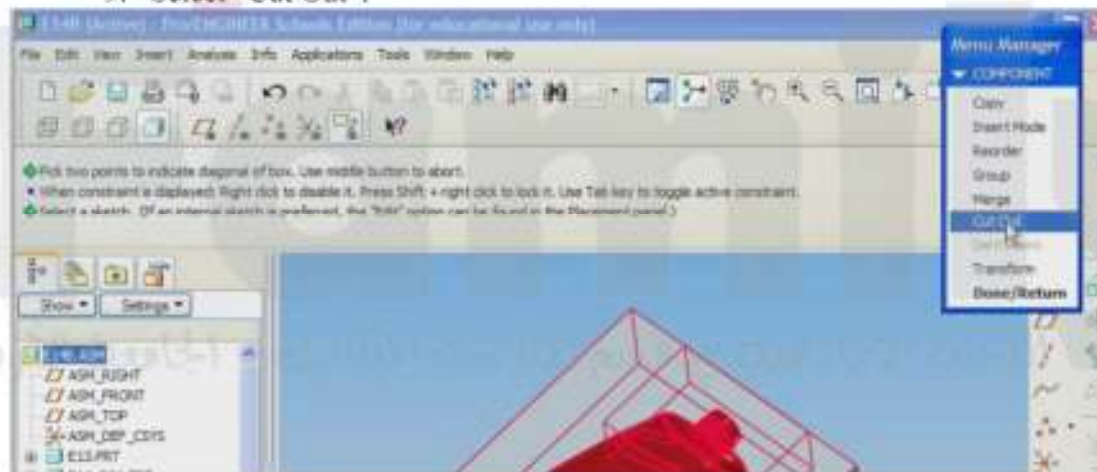 Select "Cut Out".
E14B (Active) - Pro/ENGINEER Schools Edition (for educational use only)
File Edit View Insert Analysis Info Applications Tools Window Help
Menu Manager
COMPONENT
Copy
Insert Mode
Reorder
Group
Merge
Cut Out
Transform
Done/Return
Pick two points to indicate diagonal of box. Use middle button to abort.
When constraint is displayed: Right click to disable it. Press Shift + right click to lock it. Use Tab key to toggle active constraint.
Select a sketch. (If an internal sketch is preferred, the "Edit" option can be found in the Placement panel.)
Show Settings
ASM_RIGHT
ASM_FRONT
ASM_TOP
ASM_DEF_CSYS
E13.PRT